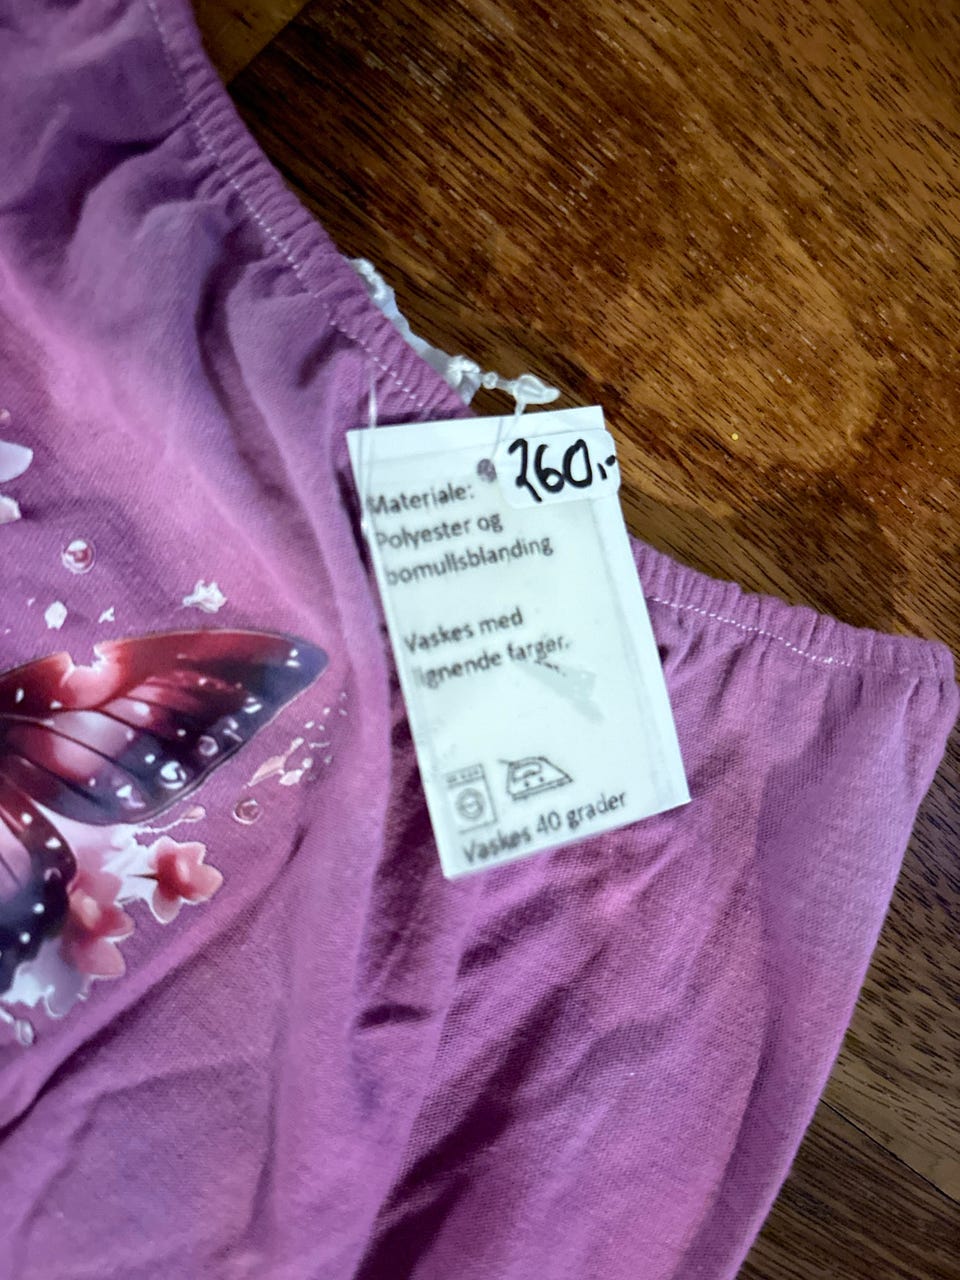 260,-
Materiale:
Polyester og
bomullsblanding
Vaskes med
lignende farger.
Vaskes 40 grader